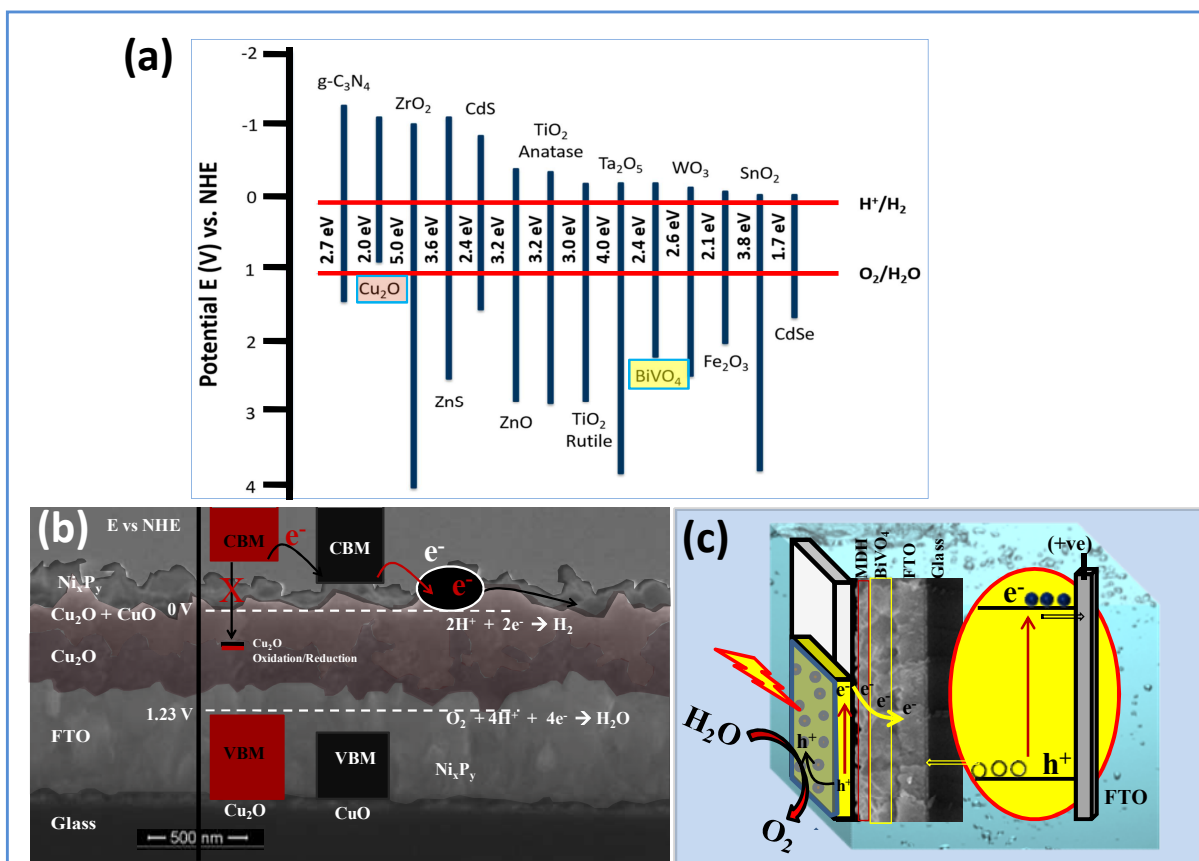 (a)
Potential E (V) vs. NHE
-2
-1
0
1
2
3
4
g-C₃N₄
ZrO₂
CdS
TiO₂
Anatase
Ta₂O₅
WO₃
SnO₂
2.7 eV
2.0 eV
5.0 eV
3.6 eV
2.4 eV
3.2 eV
3.2 eV
3.0 eV
4.0 eV
2.4 eV
2.6 eV
2.1 eV
3.8 eV
1.7 eV
H⁺/H₂
O₂/H₂O
Cu₂O
ZnS
ZnO
TiO₂
Rutile
BiVO₄
Fe₂O₃
CdSe
(b)
E vs NHE
NiₓPᵧ
Cu₂O + CuO
Cu₂O
FTO
Glass
500 nm
0 V
1.23 V
CBM
e⁻
CBM
e⁻
e⁻
X
Cu₂O
Oxidation/Reduction
2H⁺ + 2e⁻ → H₂
O₂ + 4H⁺ + 4e⁻ → H₂O
VBM
VBM
NiₓPᵧ
Cu₂O
CuO
(c)
MDH
BiVO₄
FTO
Glass
(+ve)
e⁻
e⁻
e⁻
e⁻
e⁻
H₂O
h⁺
h⁺
h⁺
O₂
FTO